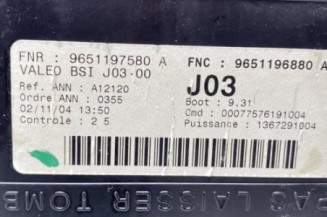 FNR : 9651197580 A
FNC : 9651196880 A
VALEO BSI J03-00
J03
Ref. ANN : A12120
Boot : 9.31
Ordre ANN : 0355
Cmd : 00077576191004
02/11/04 13:50
Puissance : 1367291004
Controle : 2 5
PAS LAISSER TOMB